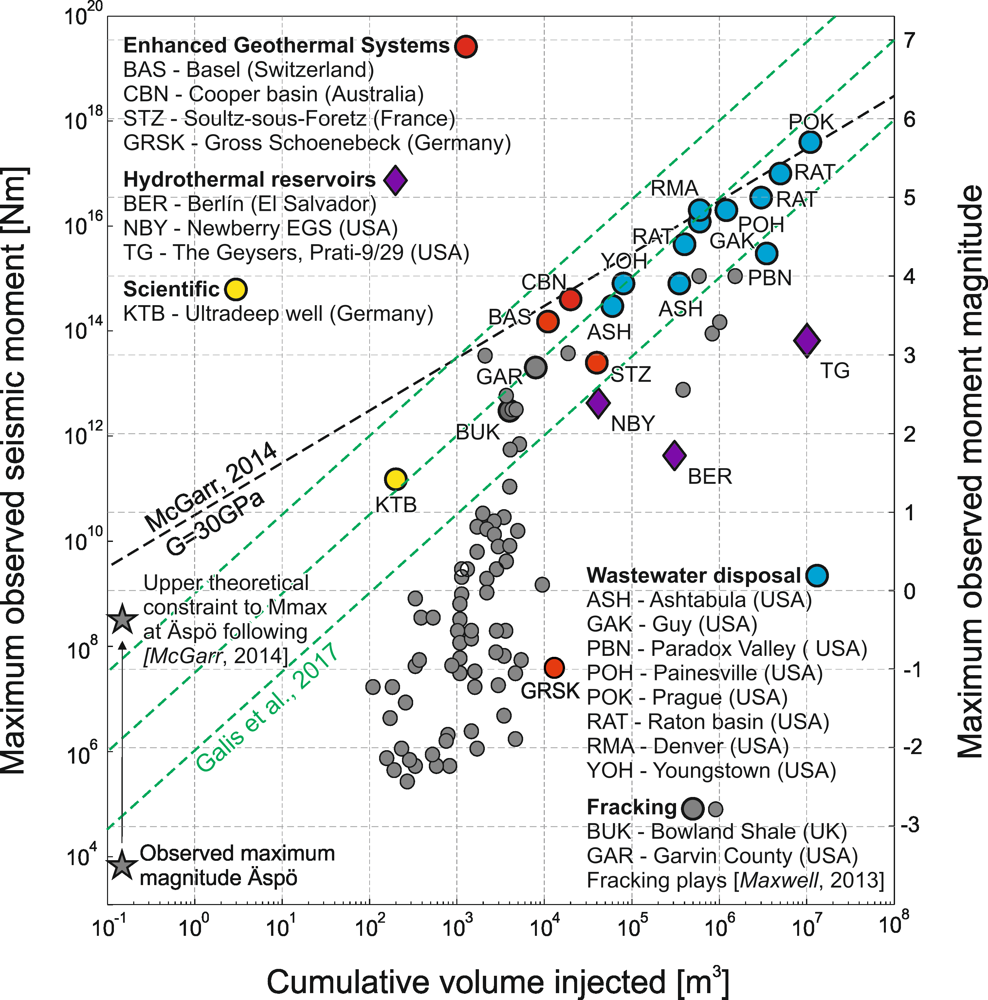 Maximum observed seismic moment [Nm]
10^20
10^18
10^16
10^14
10^12
10^10
10^8
10^6
10^4
Enhanced Geothermal Systems
BAS - Basel (Switzerland)
CBN - Cooper basin (Australia)
STZ - Soultz-sous-Foretz (France)
GRSK - Gross Schoenebeck (Germany)
Hydrothermal reservoirs
BER - Berlín (El Salvador)
NBY - Newberry EGS (USA)
TG - The Geysers, Prati-9/29 (USA)
Scientific
KTB - Ultradeep well (Germany)
POK
RAT
RMA
RAT
POH
RAT
GAK
YOH
PBN
CBN
ASH
BAS
ASH
TG
GAR
STZ
NBY
BUK
BER
KTB
McGarr, 2014
G=30GPa
Upper theoretical
constraint to Mmax
at Äspö following
[McGarr, 2014]
Galis et al., 2017
GRSK
Observed maximum
magnitude Äspö
Wastewater disposal
ASH - Ashtabula (USA)
GAK - Guy (USA)
PBN - Paradox Valley ( USA)
POH - Painesville (USA)
POK - Prague (USA)
RAT - Raton basin (USA)
RMA - Denver (USA)
YOH - Youngstown (USA)
Fracking
BUK - Bowland Shale (UK)
GAR - Garvin County (USA)
Fracking plays [Maxwell, 2013]
7
6
5
4
3
2
1
0
-1
-2
-3
Maximum observed moment magnitude
10^-1 10^0 10^1 10^2 10^3 10^4 10^5 10^6 10^7 10^8
Cumulative volume injected [m^3]